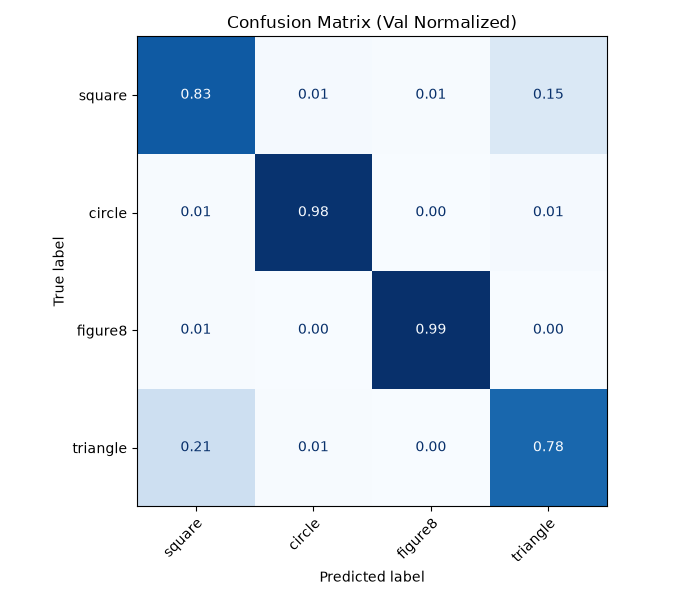 Confusion Matrix (Val Normalized)
True label
square
0.83
0.01
0.01
0.15
circle
0.01
0.98
0.00
0.01
figure8
0.01
0.00
0.99
0.00
triangle
0.21
0.01
0.00
0.78
square
circle
figure8
triangle
Predicted label